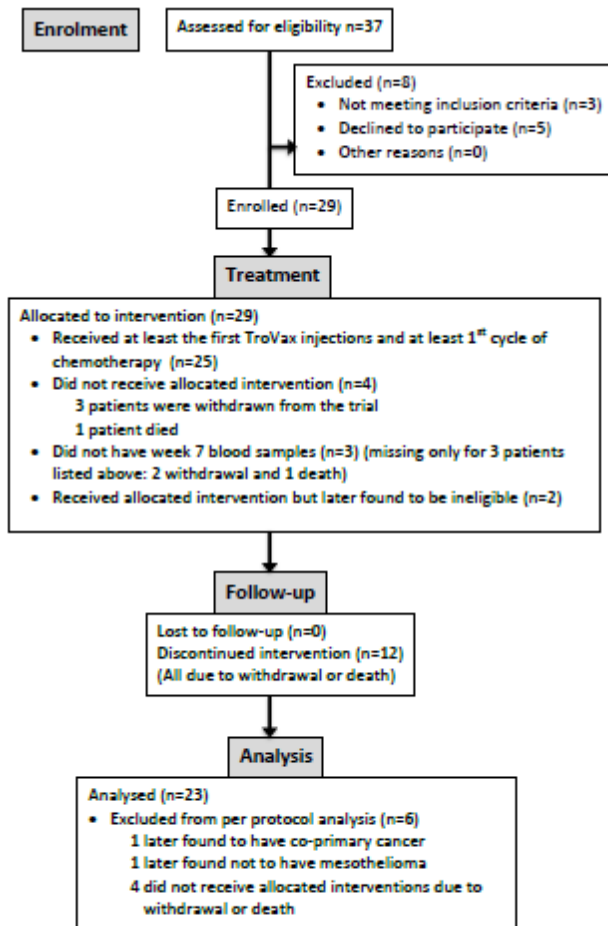 Enrolment
Assessed for eligibility n=37
Excluded (n=8)
• Not meeting inclusion criteria (n=3)
• Declined to participate (n=5)
• Other reasons (n=0)
Enrolled (n=29)
Treatment
Allocated to intervention (n=29)
• Received at least the first TroVax injections and at least 1st cycle of
chemotherapy (n=25)
• Did not receive allocated intervention (n=4)
3 patients were withdrawn from the trial
1 patient died
• Did not have week 7 blood samples (n=3) (missing only for 3 patients
listed above: 2 withdrawal and 1 death)
• Received allocated intervention but later found to be ineligible (n=2)
Follow-up
Lost to follow-up (n=0)
Discontinued intervention (n=12)
(All due to withdrawal or death)
Analysis
Analysed (n=23)
• Excluded from per protocol analysis (n=6)
1 later found to have co-primary cancer
1 later found not to have mesothelioma
4 did not receive allocated interventions due to
withdrawal or death